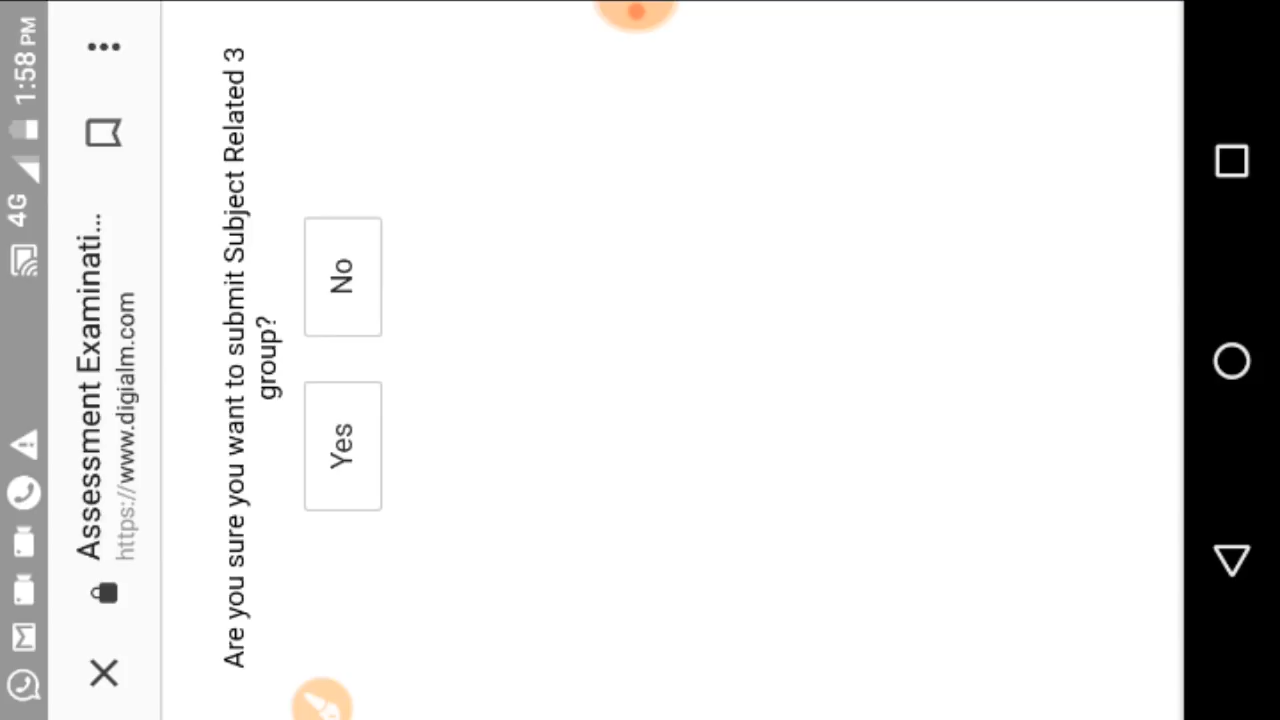 4G 1:58 PM
Assessment Examinati...
https://www.digialm.com
Are you sure you want to submit Subject Related 3
group?
Yes No